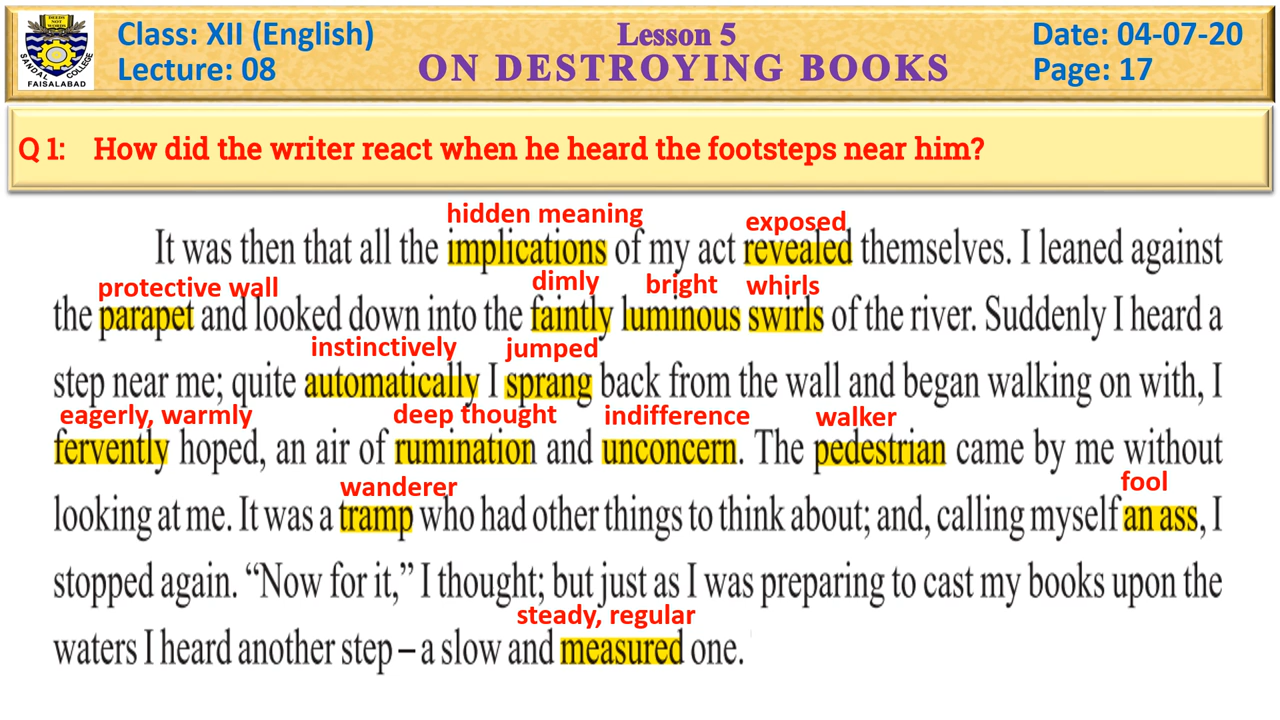 DEEDS NOT WORDS
SANDAL COLLEGE
FAISALABAD
Class: XII (English)
Lecture: 08
Lesson 5
ON DESTROYING BOOKS
Date: 04-07-20
Page: 17
Q 1: How did the writer react when he heard the footsteps near him?
hidden meaning exposed
It was then that all the implications of my act revealed themselves. I leaned against
protective wall dimly bright whirls
the parapet and looked down into the faintly luminous swirls of the river. Suddenly I heard a
instinctively jumped
step near me; quite automatically I sprang back from the wall and began walking on with, I
eagerly, warmly deep thought indifference walker
fervently hoped, an air of rumination and unconcern. The pedestrian came by me without
wanderer fool
looking at me. It was a tramp who had other things to think about; and, calling myself an ass, I
stopped again. “Now for it,” I thought; but just as I was preparing to cast my books upon the
steady, regular
waters I heard another step – a slow and measured one.